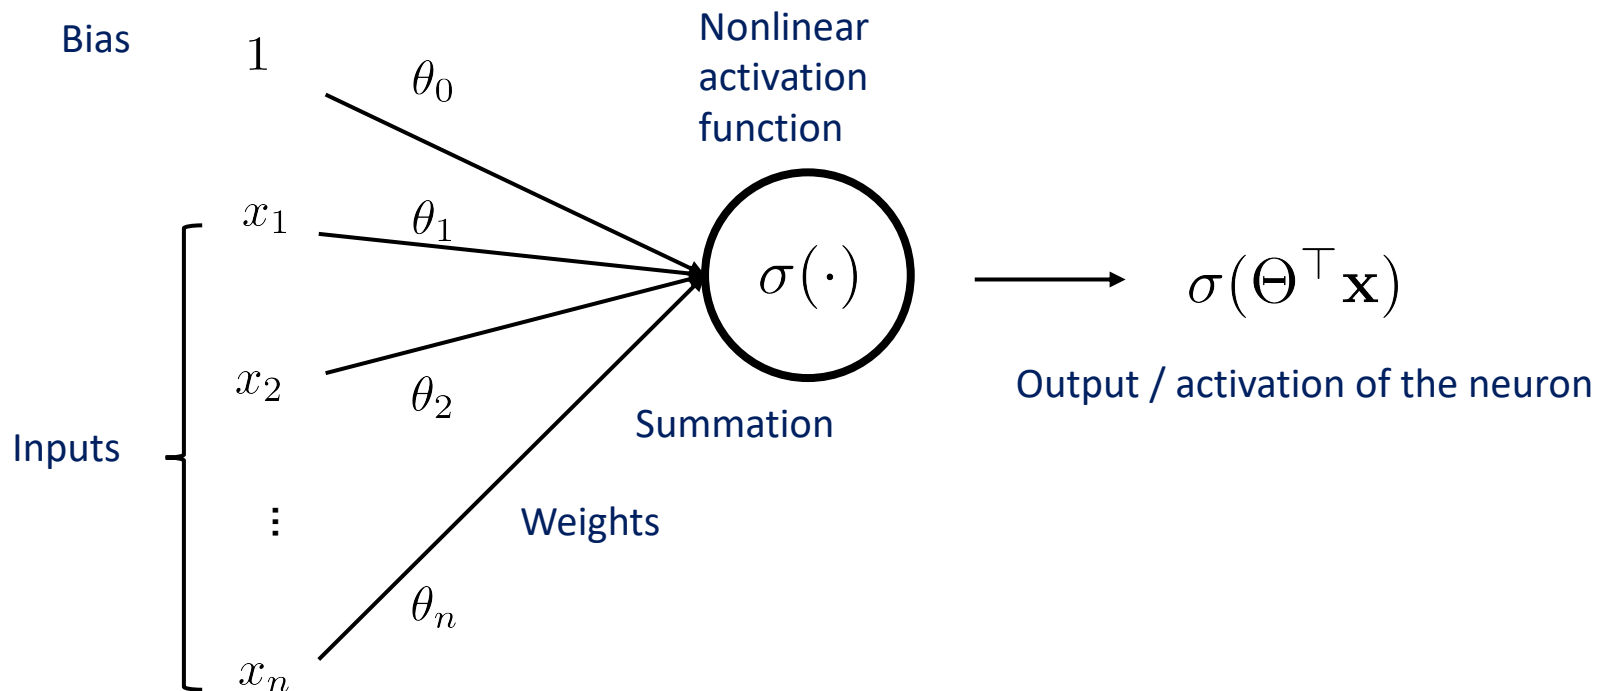 Bias
1
θ₀
Nonlinear
activation
function
x₁
θ₁
σ(·)
σ(Θ⊤𝐱)
x₂
θ₂
Output / activation of the neuron
Summation
Inputs
⋮
Weights
θₙ
xₙ